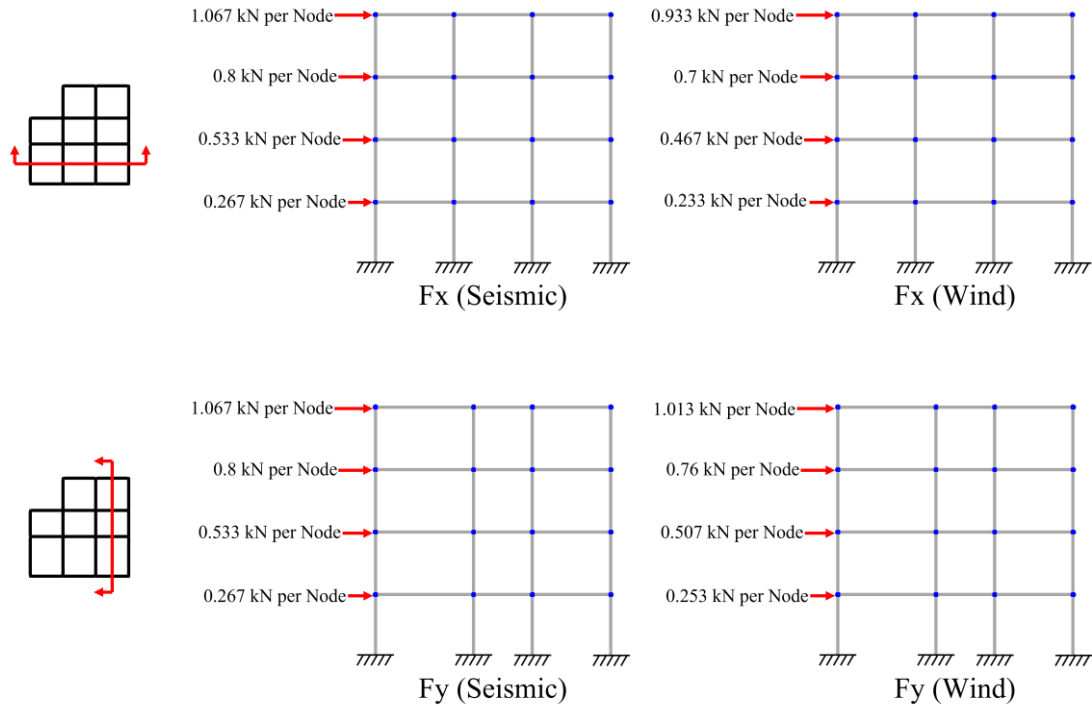 1.067 kN per Node
0.8 kN per Node
0.533 kN per Node
0.267 kN per Node
Fx (Seismic)
0.933 kN per Node
0.7 kN per Node
0.467 kN per Node
0.233 kN per Node
Fx (Wind)
1.067 kN per Node
0.8 kN per Node
0.533 kN per Node
0.267 kN per Node
Fy (Seismic)
1.013 kN per Node
0.76 kN per Node
0.507 kN per Node
0.253 kN per Node
Fy (Wind)